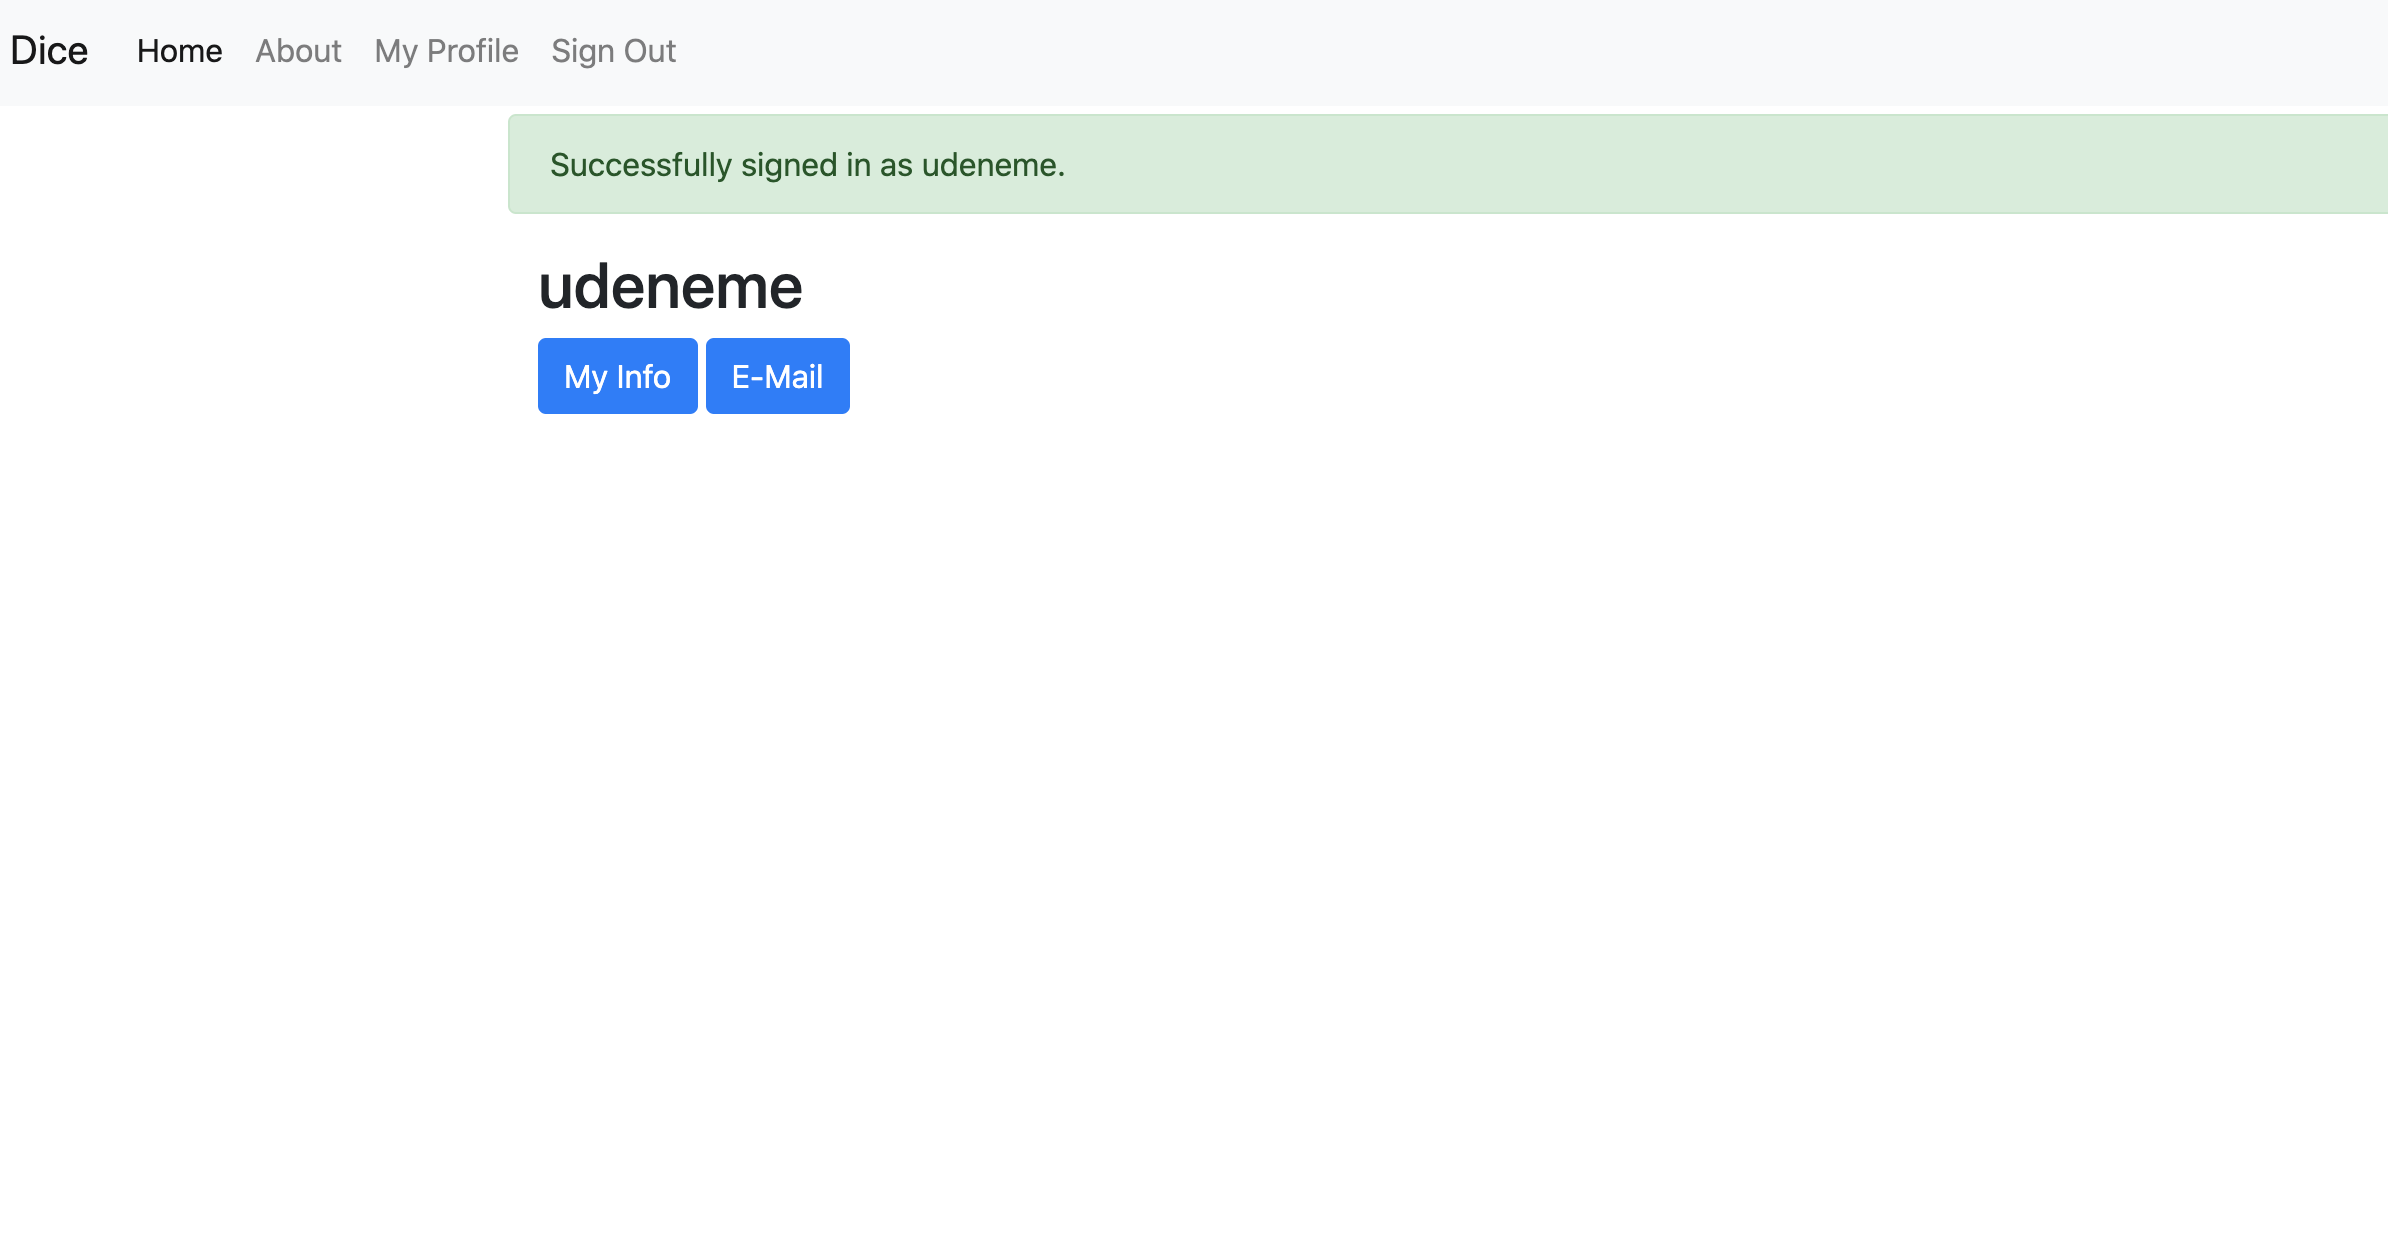 Dice Home About My Profile Sign Out
Successfully signed in as udeneme.
udeneme
My Info E-Mail